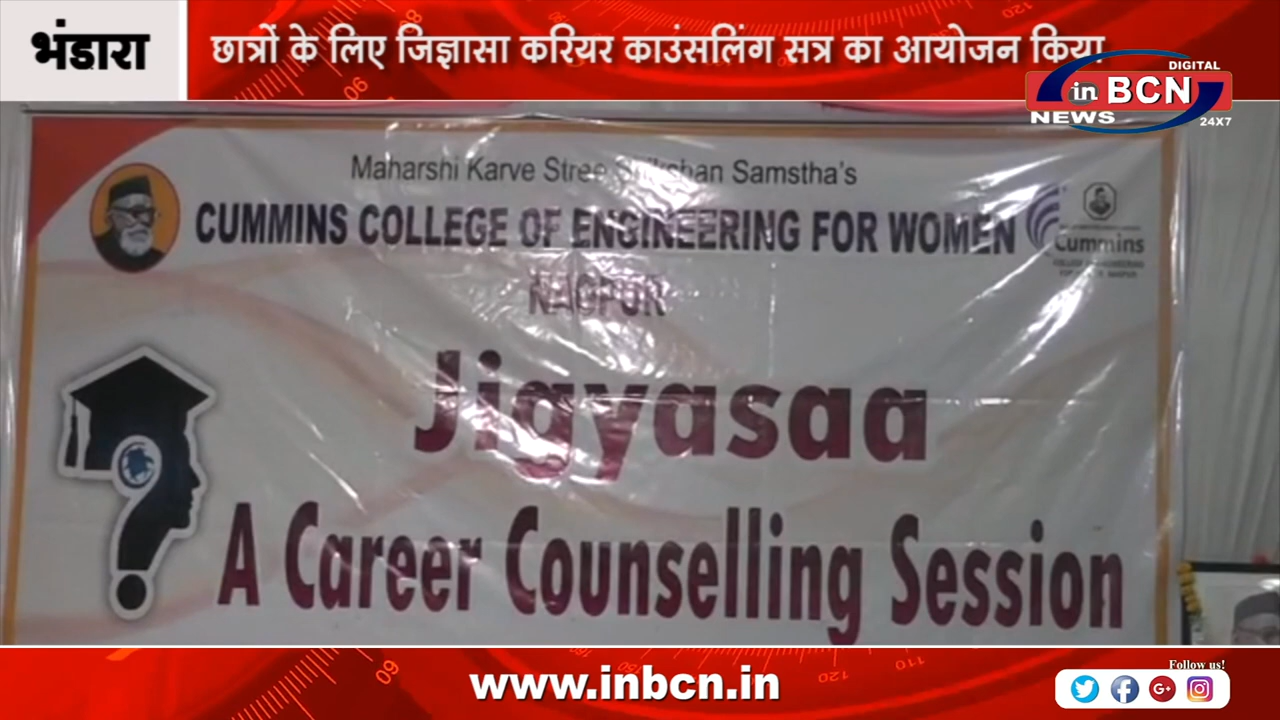 भंडारा
छात्रों के लिए जिज्ञासा करियर काउंसलिंग सत्र का आयोजन किया
DIGITAL
in BCN
NEWS
24X7
Maharshi Karve Stree Shikshan Samstha's
CUMMINS COLLEGE OF ENGINEERING FOR WOMEN
NAGPUR
Cummins
Jigyasaa
A Career Counselling Session
www.inbcn.in
Follow us!